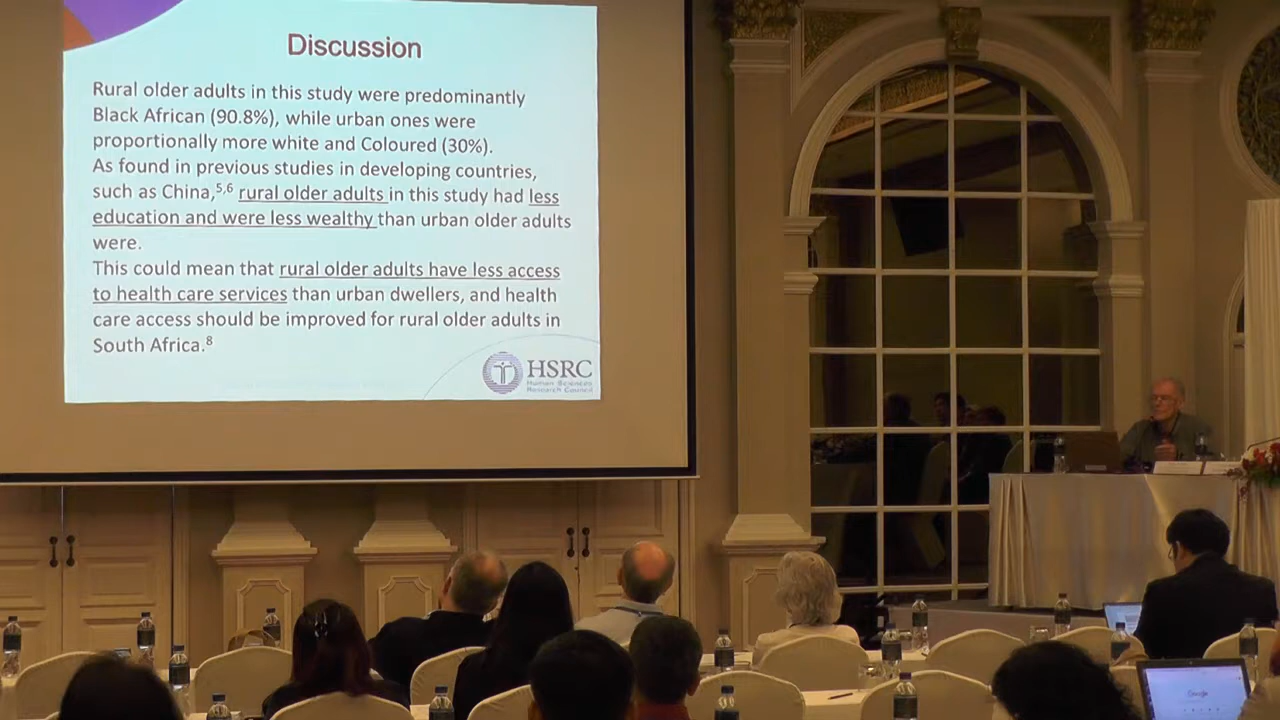 Discussion
Rural older adults in this study were predominantly
Black African (90.8%), while urban ones were
proportionally more white and Coloured (30%).
As found in previous studies in developing countries,
such as China,5,6 rural older adults in this study had less
education and were less wealthy than urban older adults
were.
This could mean that rural older adults have less access
to health care services than urban dwellers, and health
care access should be improved for rural older adults in
South Africa.8
HSRC
Human Sciences
Research Council
Google